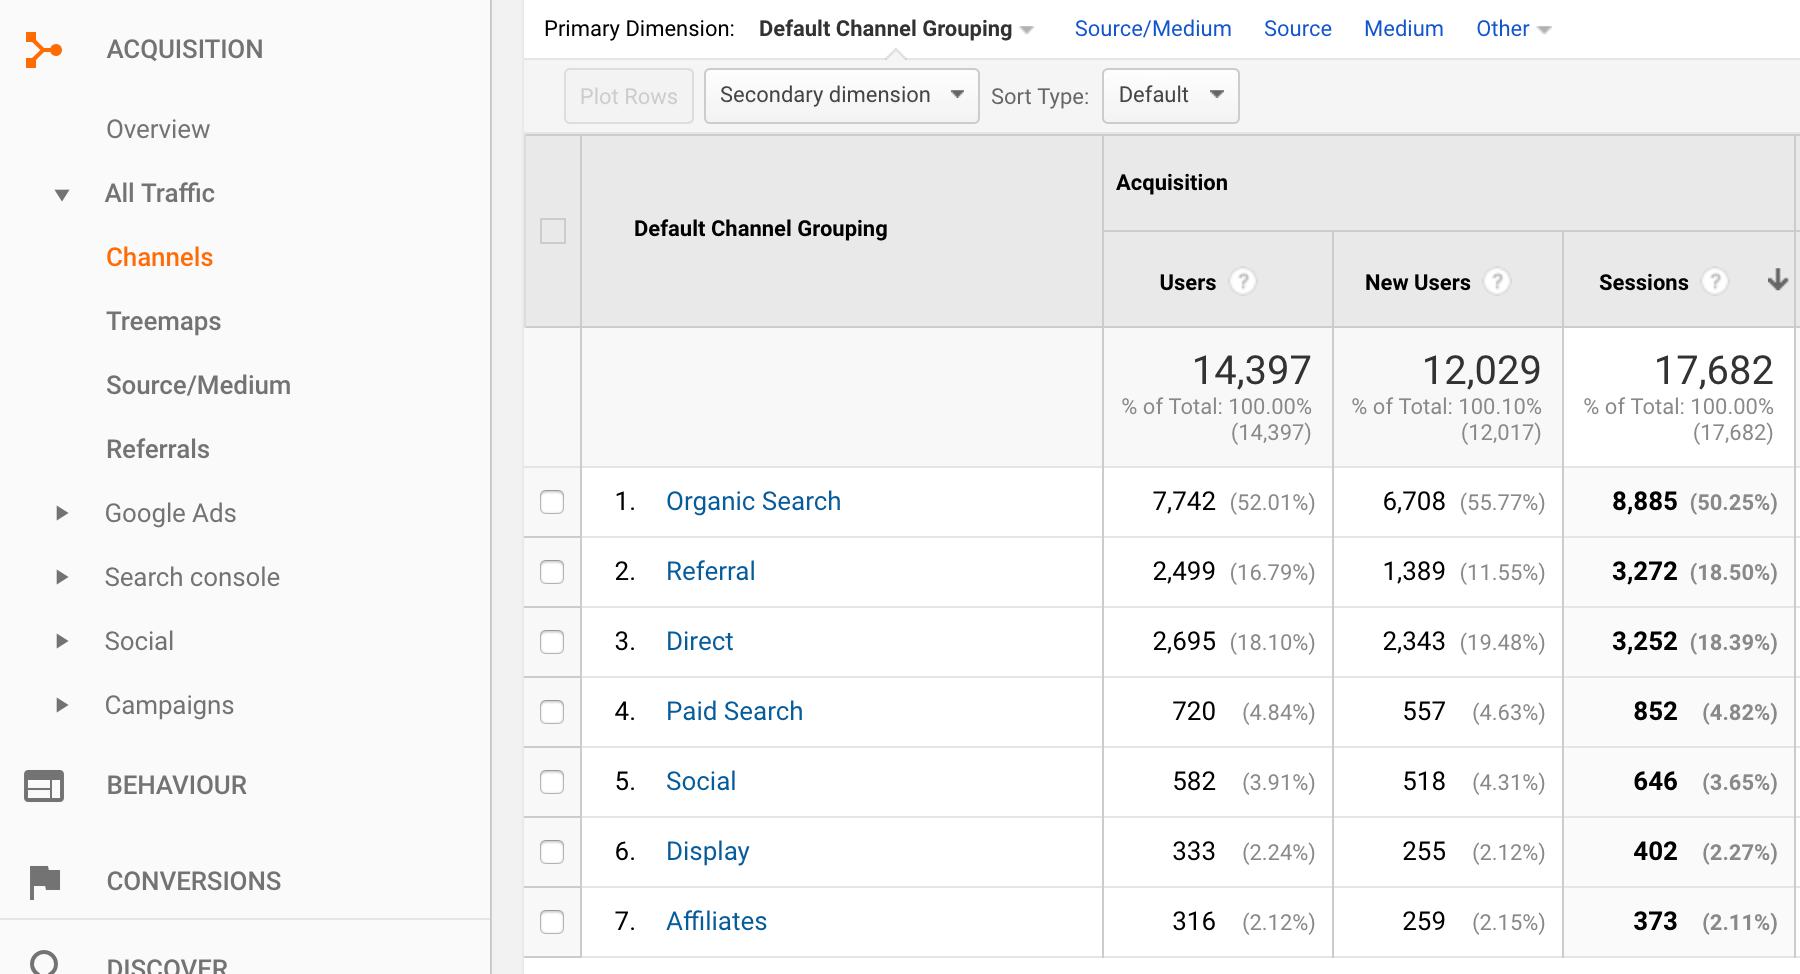 ACQUISITION
Overview
All Traffic
Channels
Treemaps
Source/Medium
Referrals
Google Ads
Search console
Social
Campaigns
BEHAVIOUR
CONVERSIONS
DISCOVER
Primary Dimension: Default Channel Grouping Source/Medium Source Medium Other
Plot Rows Secondary dimension Sort Type: Default
Default Channel Grouping
Acquisition
Users ? New Users ? Sessions ?
14,397 12,029 17,682
% of Total: 100.00% % of Total: 100.10% % of Total: 100.00%
(14,397) (12,017) (17,682)
1. Organic Search 7,742 (52.01%) 6,708 (55.77%) 8,885 (50.25%)
2. Referral 2,499 (16.79%) 1,389 (11.55%) 3,272 (18.50%)
3. Direct 2,695 (18.10%) 2,343 (19.48%) 3,252 (18.39%)
4. Paid Search 720 (4.84%) 557 (4.63%) 852 (4.82%)
5. Social 582 (3.91%) 518 (4.31%) 646 (3.65%)
6. Display 333 (2.24%) 255 (2.12%) 402 (2.27%)
7. Affiliates 316 (2.12%) 259 (2.15%) 373 (2.11%)